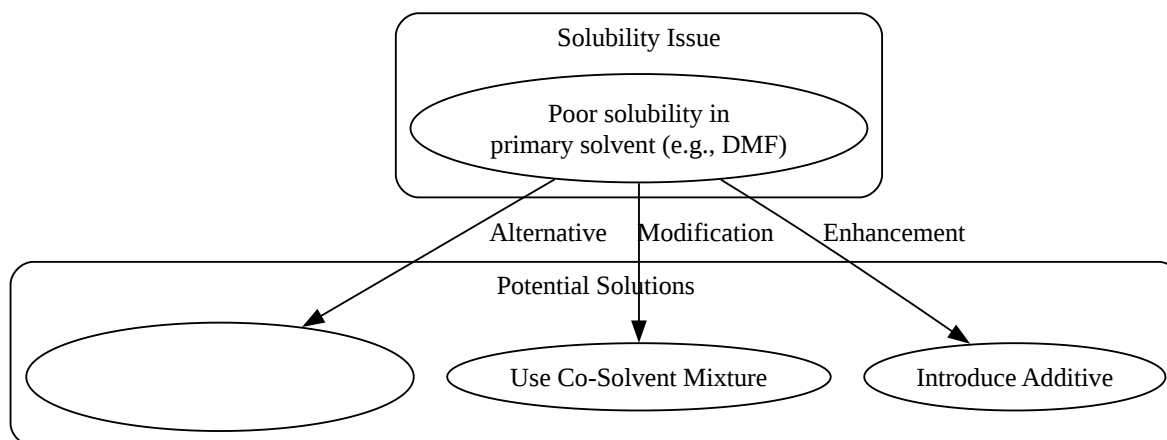 Solubility Issue
Poor solubility in
primary solvent (e.g., DMF)
Alternative
Modification
Enhancement
Potential Solutions
Use Co-Solvent Mixture
Introduce Additive